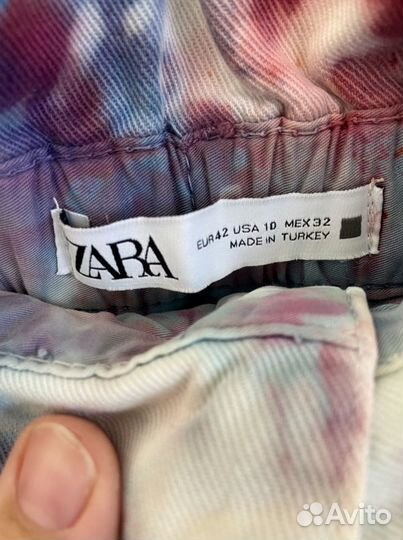 ZARA
EUR 42 USA 10 MEX 32
MADE IN TURKEY
Avito